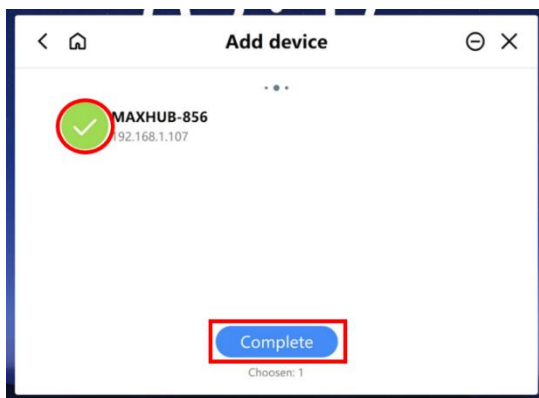 Add device
MAXHUB-856
192.168.1.107
Complete
Choosen: 1